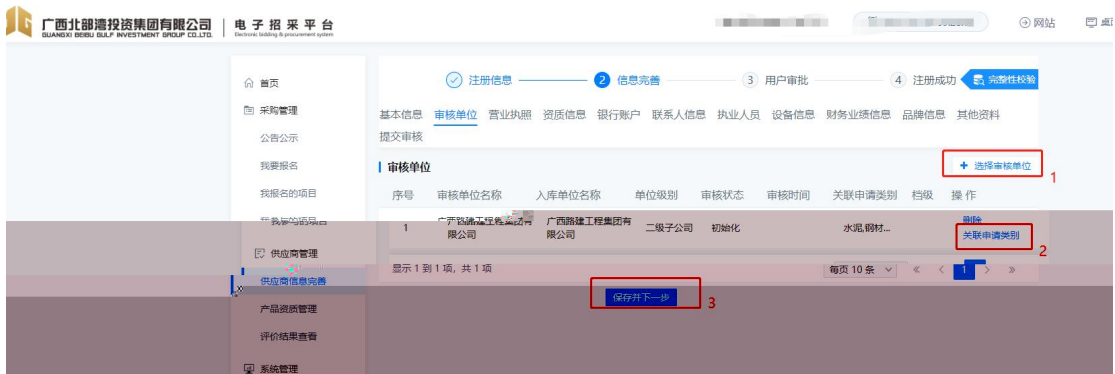 广西北部湾投资集团有限公司
GUANGXI BEIBU GULF INVESTMENT GROUP CO.,LTD.
电子招采平台
Electronic bidding & procurement system
网站
首页
采购管理
公告公示
我要报名
我报名的项目
供应商管理
供应商信息完善
产品资质管理
评价结果查看
系统管理
注册信息
2 信息完善
3 用户审批
4 注册成功
完整性校验
基本信息 审核单位 营业执照 资质信息 银行账户 联系人信息 执业人员 设备信息 财务业绩信息 品牌信息 其他资料
提交审核
审核单位
+ 选择审核单位
1
序号 审核单位名称 入库单位名称 单位级别 审核状态 审核时间 关联申请类别 档级 操作
1 限公司 广西路建工程集团有限公司 二级子公司 初始化 水泥,钢材... 删除
关联申请类别
2
显示 1 到 1 项, 共 1 项
每页 10 条 « < 1 > »
保存并下一步
3